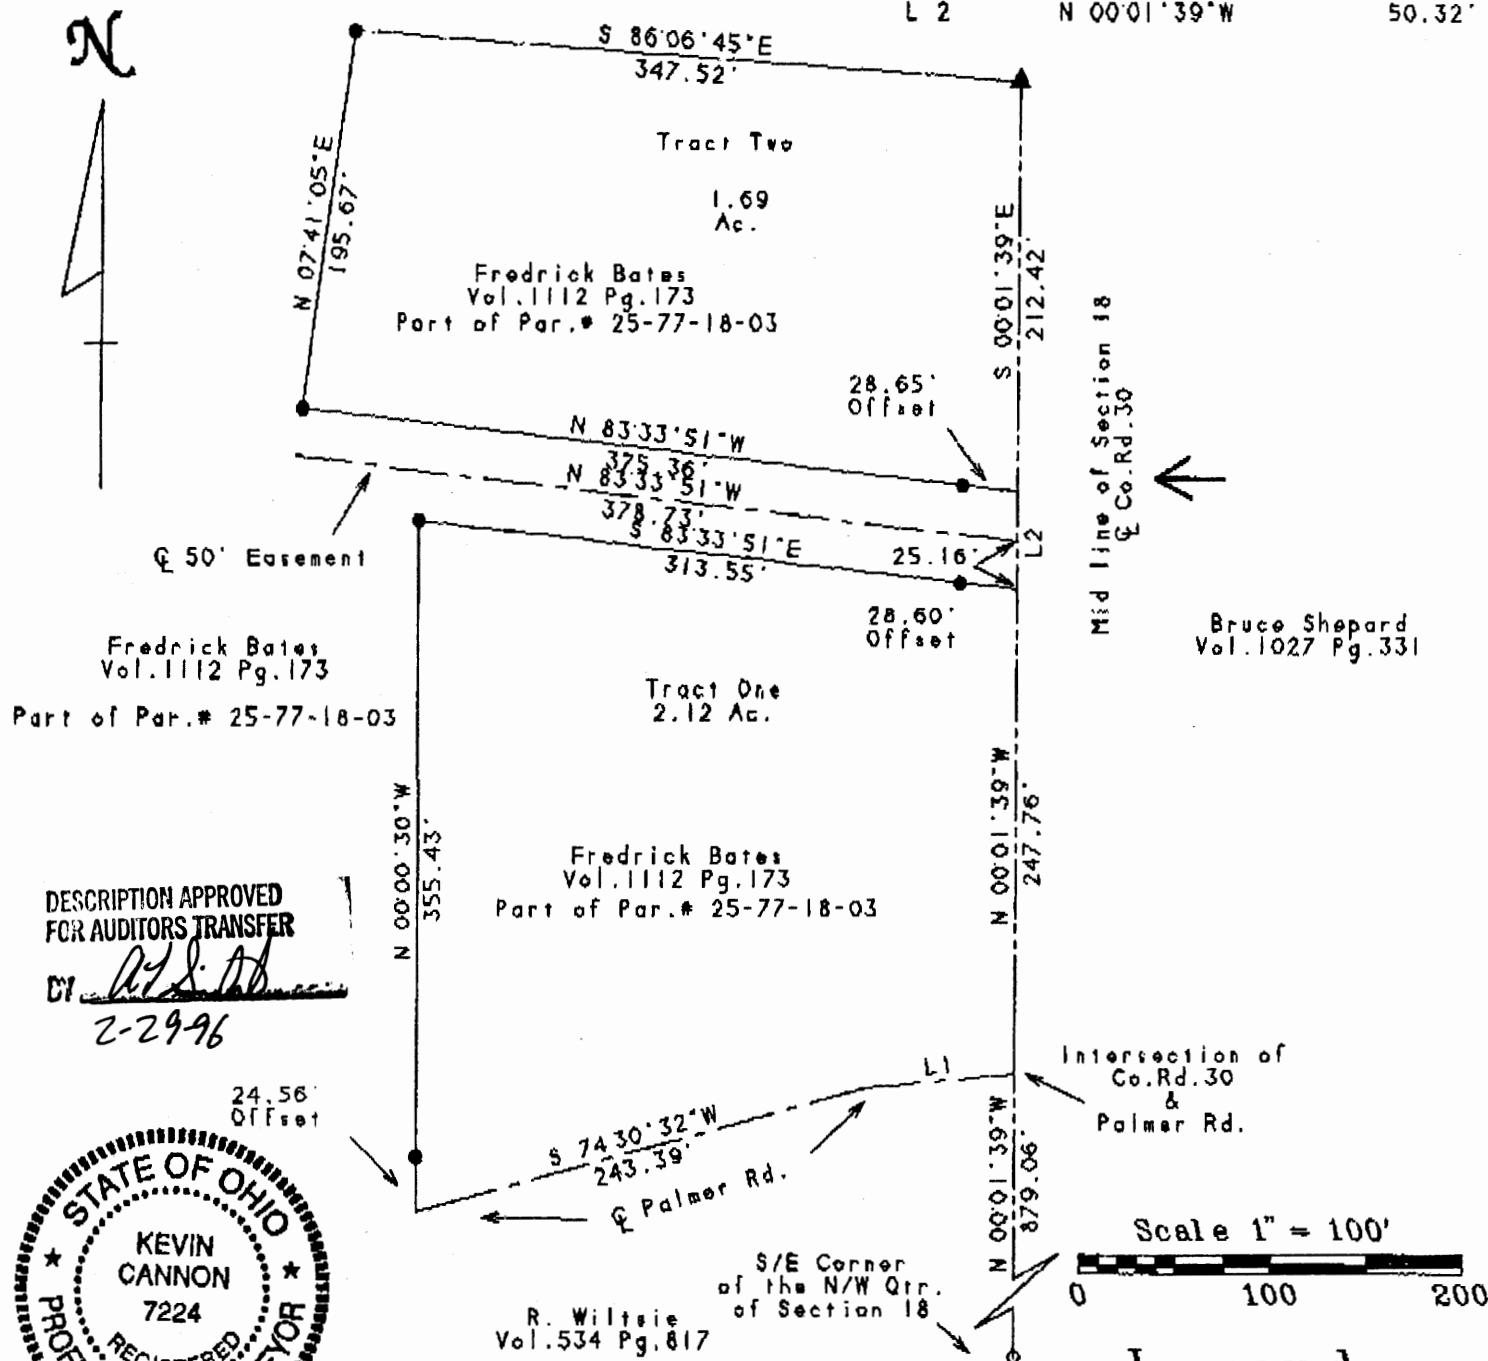 L 2 N 00°01'39"W 50.32'
N
S 86°06'45"E
347.52'
Tract Two
1.69
Ac.
N 07°41'05"E
195.67'
S 00°01'39"E
212.42'
Fredrick Bates
Vol.1112 Pg.173
Part of Par.# 25-77-18-03
Mid line of Section 18
℄ Co.Rd.30
28.65'
Offset
N 83°33'51"W
375.36'
N 83°33'51"W
378.73'
S 83°33'51"E
313.55'
25.16'
L2
℄ 50' Easement
28.60'
Offset
Bruce Shepard
Vol.1027 Pg.331
Fredrick Bates
Vol.1112 Pg.173
Part of Par.# 25-77-18-03
Tract One
2.12 Ac.
N 00°00'30"W
355.43'
N 00°01'39"W
247.76'
Fredrick Bates
Vol.1112 Pg.173
Part of Par.# 25-77-18-03
DESCRIPTION APPROVED
FOR AUDITORS TRANSFER
BY
2-29-96
L1
Intersection of
Co.Rd.30
&
Palmer Rd.
24.56'
Offset
S 74°30'32"W
243.39'
℄ Palmer Rd.
N 00°01'39"W
879.06'
STATE OF OHIO
KEVIN
CANNON
7224
REGISTERED
Scale 1" = 100'
0 100 200
S/E Corner
of the N/W Qtr.
of Section 18
R. Wiltsie
Vol.534 Pg.817